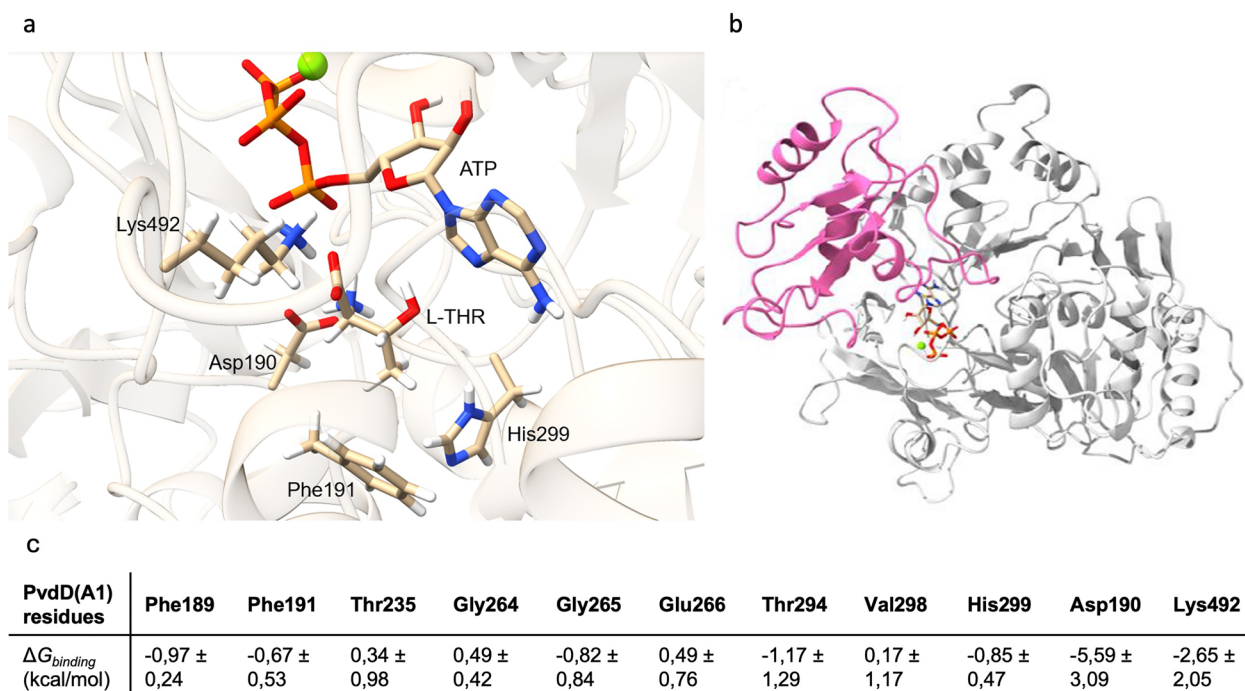 a
b
ATP
Lys492
L-THR
Asp190
His299
Phe191
c
PvdD(A1) residues Phe189 Phe191 Thr235 Gly264 Gly265 Glu266 Thr294 Val298 His299 Asp190 Lys492
ΔGbinding -0,97 ± -0,67 ± 0,34 ± 0,49 ± -0,82 ± 0,49 ± -1,17 ± 0,17 ± -0,85 ± -5,59 ± -2,65 ±
(kcal/mol) 0,24 0,53 0,98 0,42 0,84 0,76 1,29 1,17 0,47 3,09 2,05